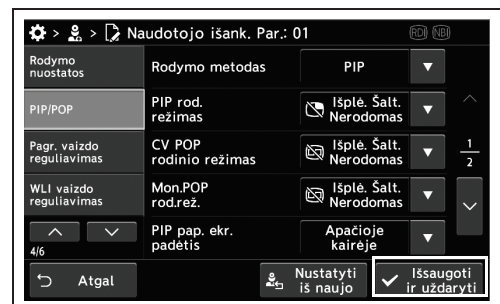 > > Naudotojo išank. Par.: 01 RDI NBI
Rodymo
nuostatos
Rodymo metodas
PIP
PIP/POP
PIP rod.
režimas
Išplė. Šalt.
Nerodomas
Pagr. vaizdo
reguliavimas
CV POP
rodinio režimas
Išplė. Šalt.
Nerodomas
1
2
WLI vaizdo
reguliavimas
Mon.POP
rod.rež.
Išplė. Šalt.
Nerodomas
4/6
PIP pap. ekr.
padėtis
Apačioje
kairėje
Atgal
Nustatyti
iš naujo
Išsaugoti
ir uždaryti